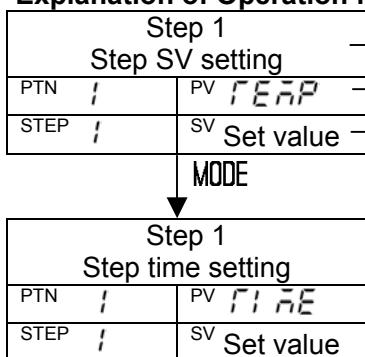 Explanation of Operation
Step 1
Step SV setting
PTN 1 PV TEMP
STEP 1 SV Set value
MODE
Step 1
Step time setting
PTN 1 PV TIME
STEP 1 SV Set value